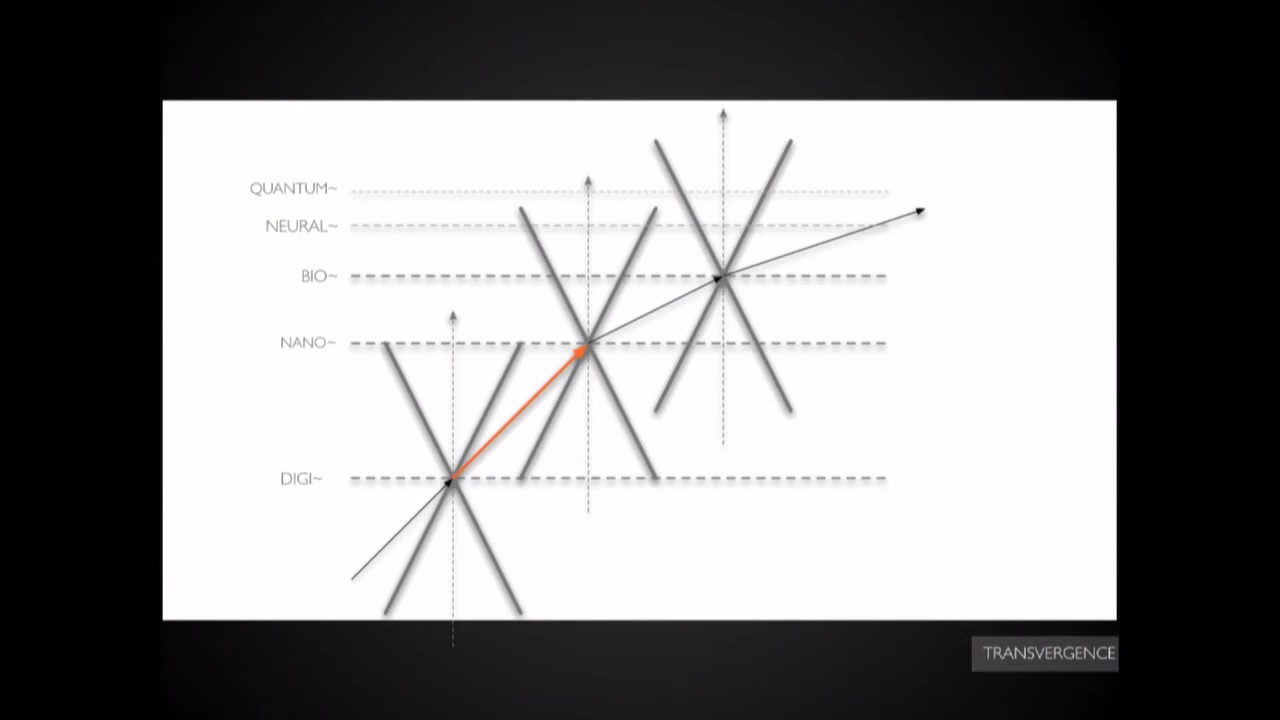 QUANTUM~
NEURAL~
BIO~
NANO~
DIGI~
TRANSVERGENCE